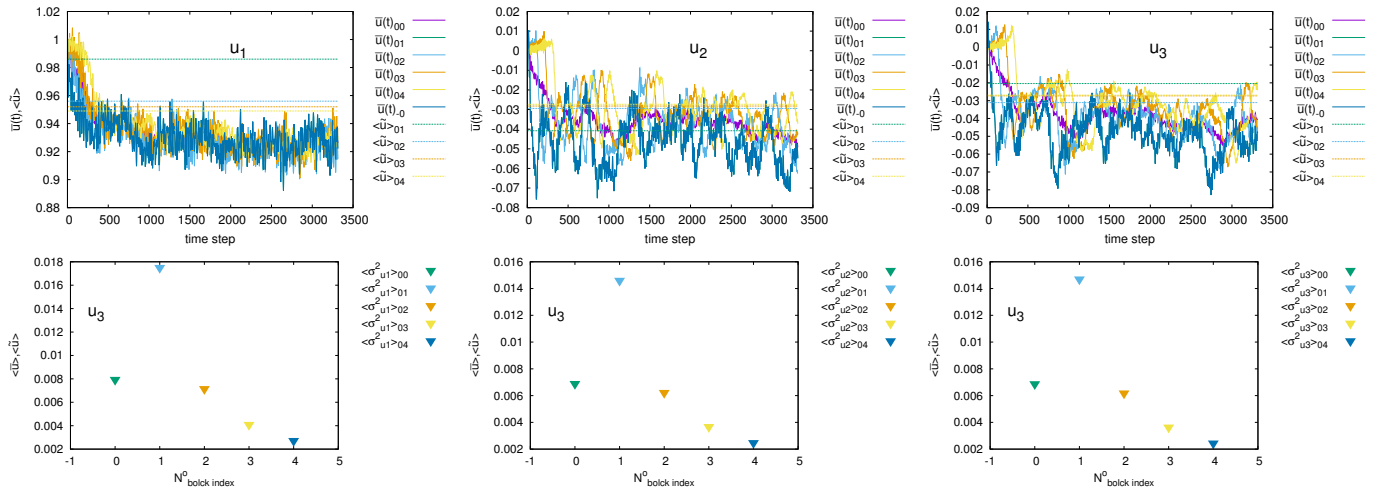 u1
ū(t),<ũ>
1
0.98
0.96
0.94
0.92
0.9
0.88
0 500 1000 1500 2000 2500 3000 3500
time step
ū(t)00
ū(t)01
ū(t)02
ū(t)03
ū(t)04
ū(t)-0
<ũ>01
<ũ>02
<ũ>03
<ũ>04
u2
ū(t),<ũ>
0.02
0.01
0
-0.01
-0.02
-0.03
-0.04
-0.05
-0.06
-0.07
-0.08
0 500 1000 1500 2000 2500 3000 3500
time step
ū(t)00
ū(t)01
ū(t)02
ū(t)03
ū(t)04
ū(t)-0
<ũ>01
<ũ>02
<ũ>03
<ũ>04
u3
ū(t),<ũ>
0.02
0.01
0
-0.01
-0.02
-0.03
-0.04
-0.05
-0.06
-0.07
-0.08
-0.09
0 500 1000 1500 2000 2500 3000 3500
time step
ū(t)00
ū(t)01
ū(t)02
ū(t)03
ū(t)04
ū(t)-0
<ũ>01
<ũ>02
<ũ>03
<ũ>04
u3
<ū>,<ũ>
0.018
0.016
0.014
0.012
0.01
0.008
0.006
0.004
0.002
-1 0 1 2 3 4 5
N° bolck index
<σ²u1>00
<σ²u1>01
<σ²u1>02
<σ²u1>03
<σ²u1>04
u3
<ū>,<ũ>
0.016
0.014
0.012
0.01
0.008
0.006
0.004
0.002
-1 0 1 2 3 4 5
N° bolck index
<σ²u2>00
<σ²u2>01
<σ²u2>02
<σ²u2>03
<σ²u2>04
u3
<ū>,<ũ>
0.016
0.014
0.012
0.01
0.008
0.006
0.004
0.002
-1 0 1 2 3 4 5
N° bolck index
<σ²u3>00
<σ²u3>01
<σ²u3>02
<σ²u3>03
<σ²u3>04